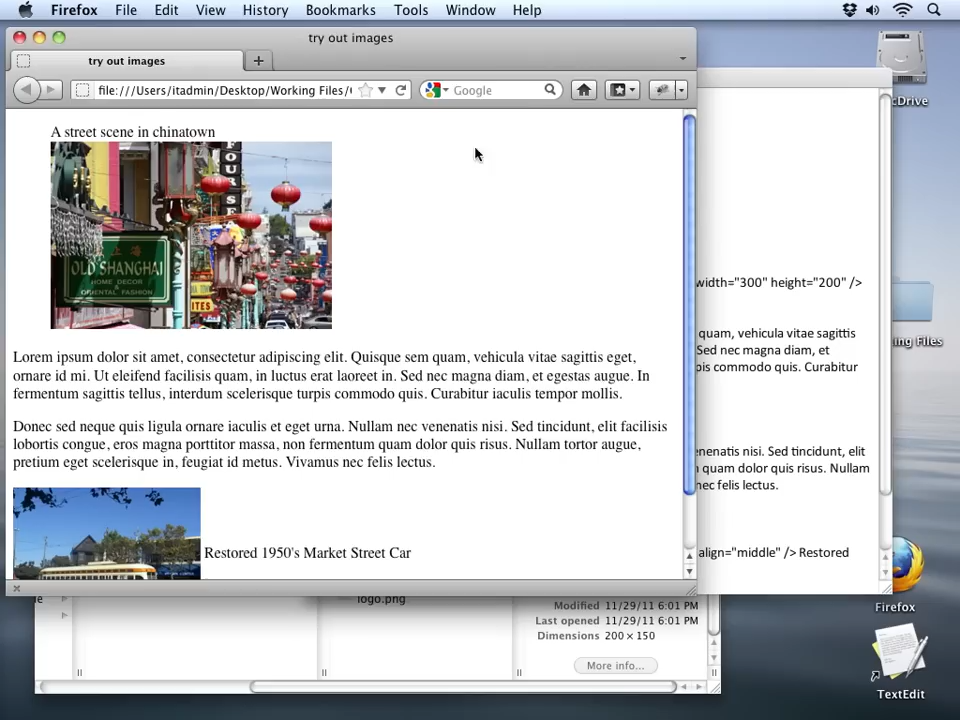 Firefox File Edit View History Bookmarks Tools Window Help
try out images
try out images
file:///Users/itadmin/Desktop/Working Files/
Google
A street scene in chinatown
FOUR SE
OLD SHANGHAI
HOME DECOR
&
ORIENTAL FASHION
ITES
Lorem ipsum dolor sit amet, consectetur adipiscing elit. Quisque sem quam, vehicula vitae sagittis eget,
ornare id mi. Ut eleifend facilisis quam, in luctus erat laoreet in. Sed nec magna diam, et egestas augue. In
fermentum sagittis tellus, interdum scelerisque turpis commodo quis. Curabitur iaculis tempor mollis.
Donec sed neque quis ligula ornare iaculis et eget urna. Nullam nec venenatis nisi. Sed tincidunt, elit facilisis
lobortis congue, eros magna porttitor massa, non fermentum quam dolor quis risus. Nullam tortor augue,
pretium eget scelerisque in, feugiat id metus. Vivamus nec felis lectus.
Restored 1950's Market Street Car
width="300" height="200" />
quam, vehicula vitae sagittis
Sed nec magna diam, et
pis commodo quis. Curabitur
enenatis nisi. Sed tincidunt, elit
n quam dolor quis risus. Nullam
nec felis lectus.
align="middle" /> Restored
cDrive
ing Files
Firefox
TextEdit
logo.png
Modified 11/29/11 6:01 PM
Last opened 11/29/11 6:01 PM
Dimensions 200 × 150
More info...